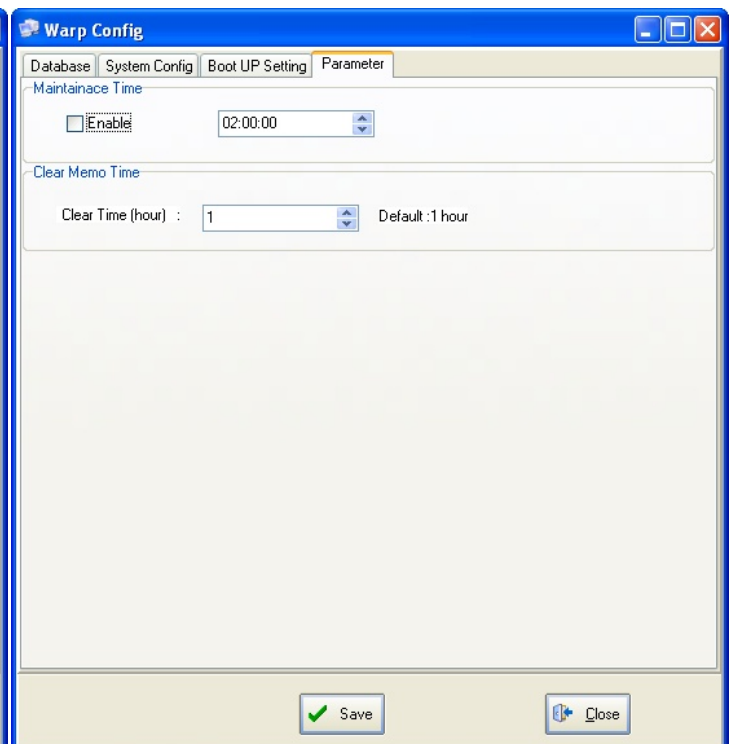 Warp Config
Database System Config Boot UP Setting Parameter
Maintainace Time
Enable 02:00:00
Clear Memo Time
Clear Time (hour) : 1 Default :1 hour
Save Close